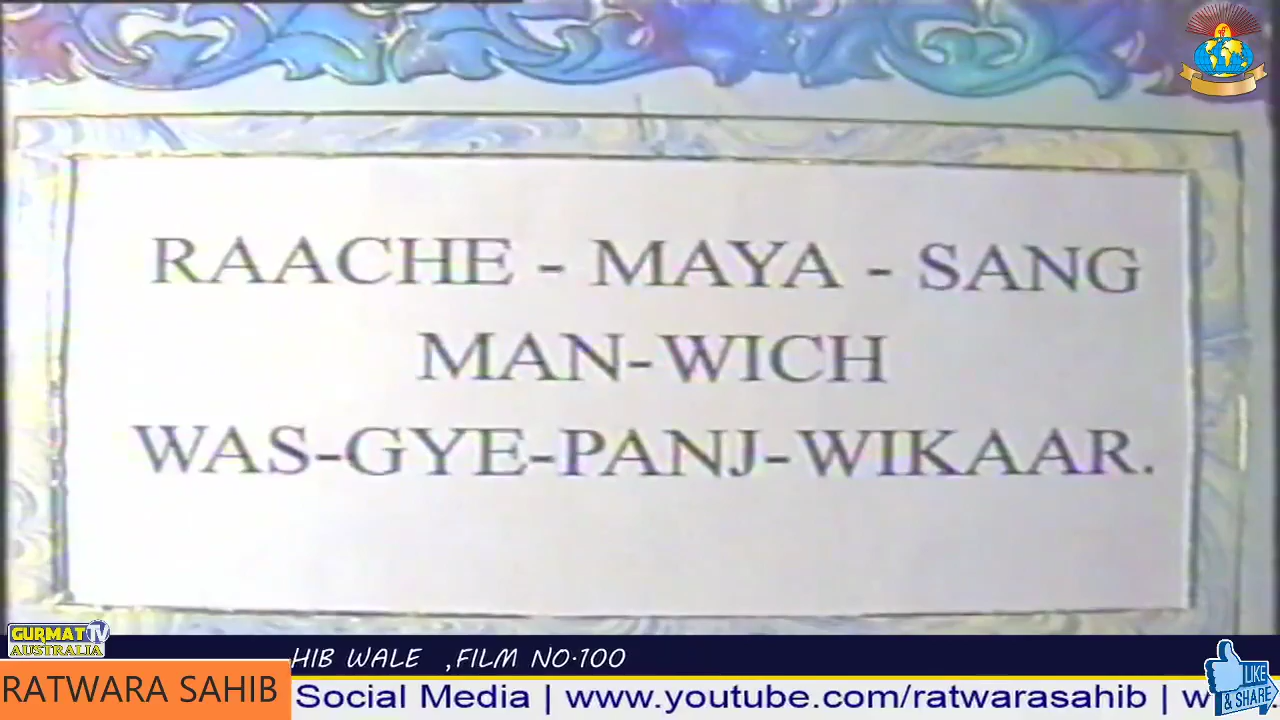 RAACHE - MAYA - SANG
MAN-WICH
WAS-GYE-PANJ-WIKAAR.
GURMAT TV
AUSTRALIA
HIB WALE ,FILM NO.100
RATWARA SAHIB
Social Media | www.youtube.com/ratwarasahib |
LIKE
& SHARE